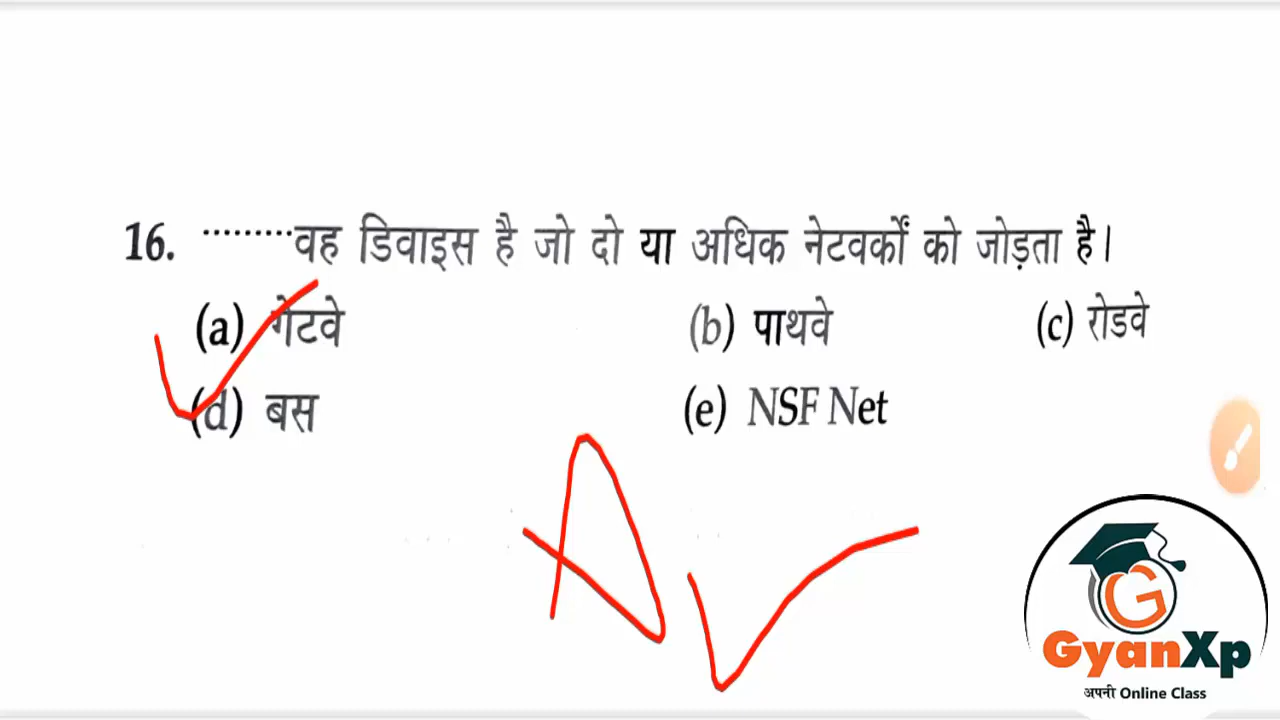 16. ·········वह डिवाइस है जो दो या अधिक नेटवर्कों को जोड़ता है।
(a) गेटवे (b) पाथवे (c) रोडवे
(d) बस (e) NSF Net
A
G
GyanXp
अपनी Online Class